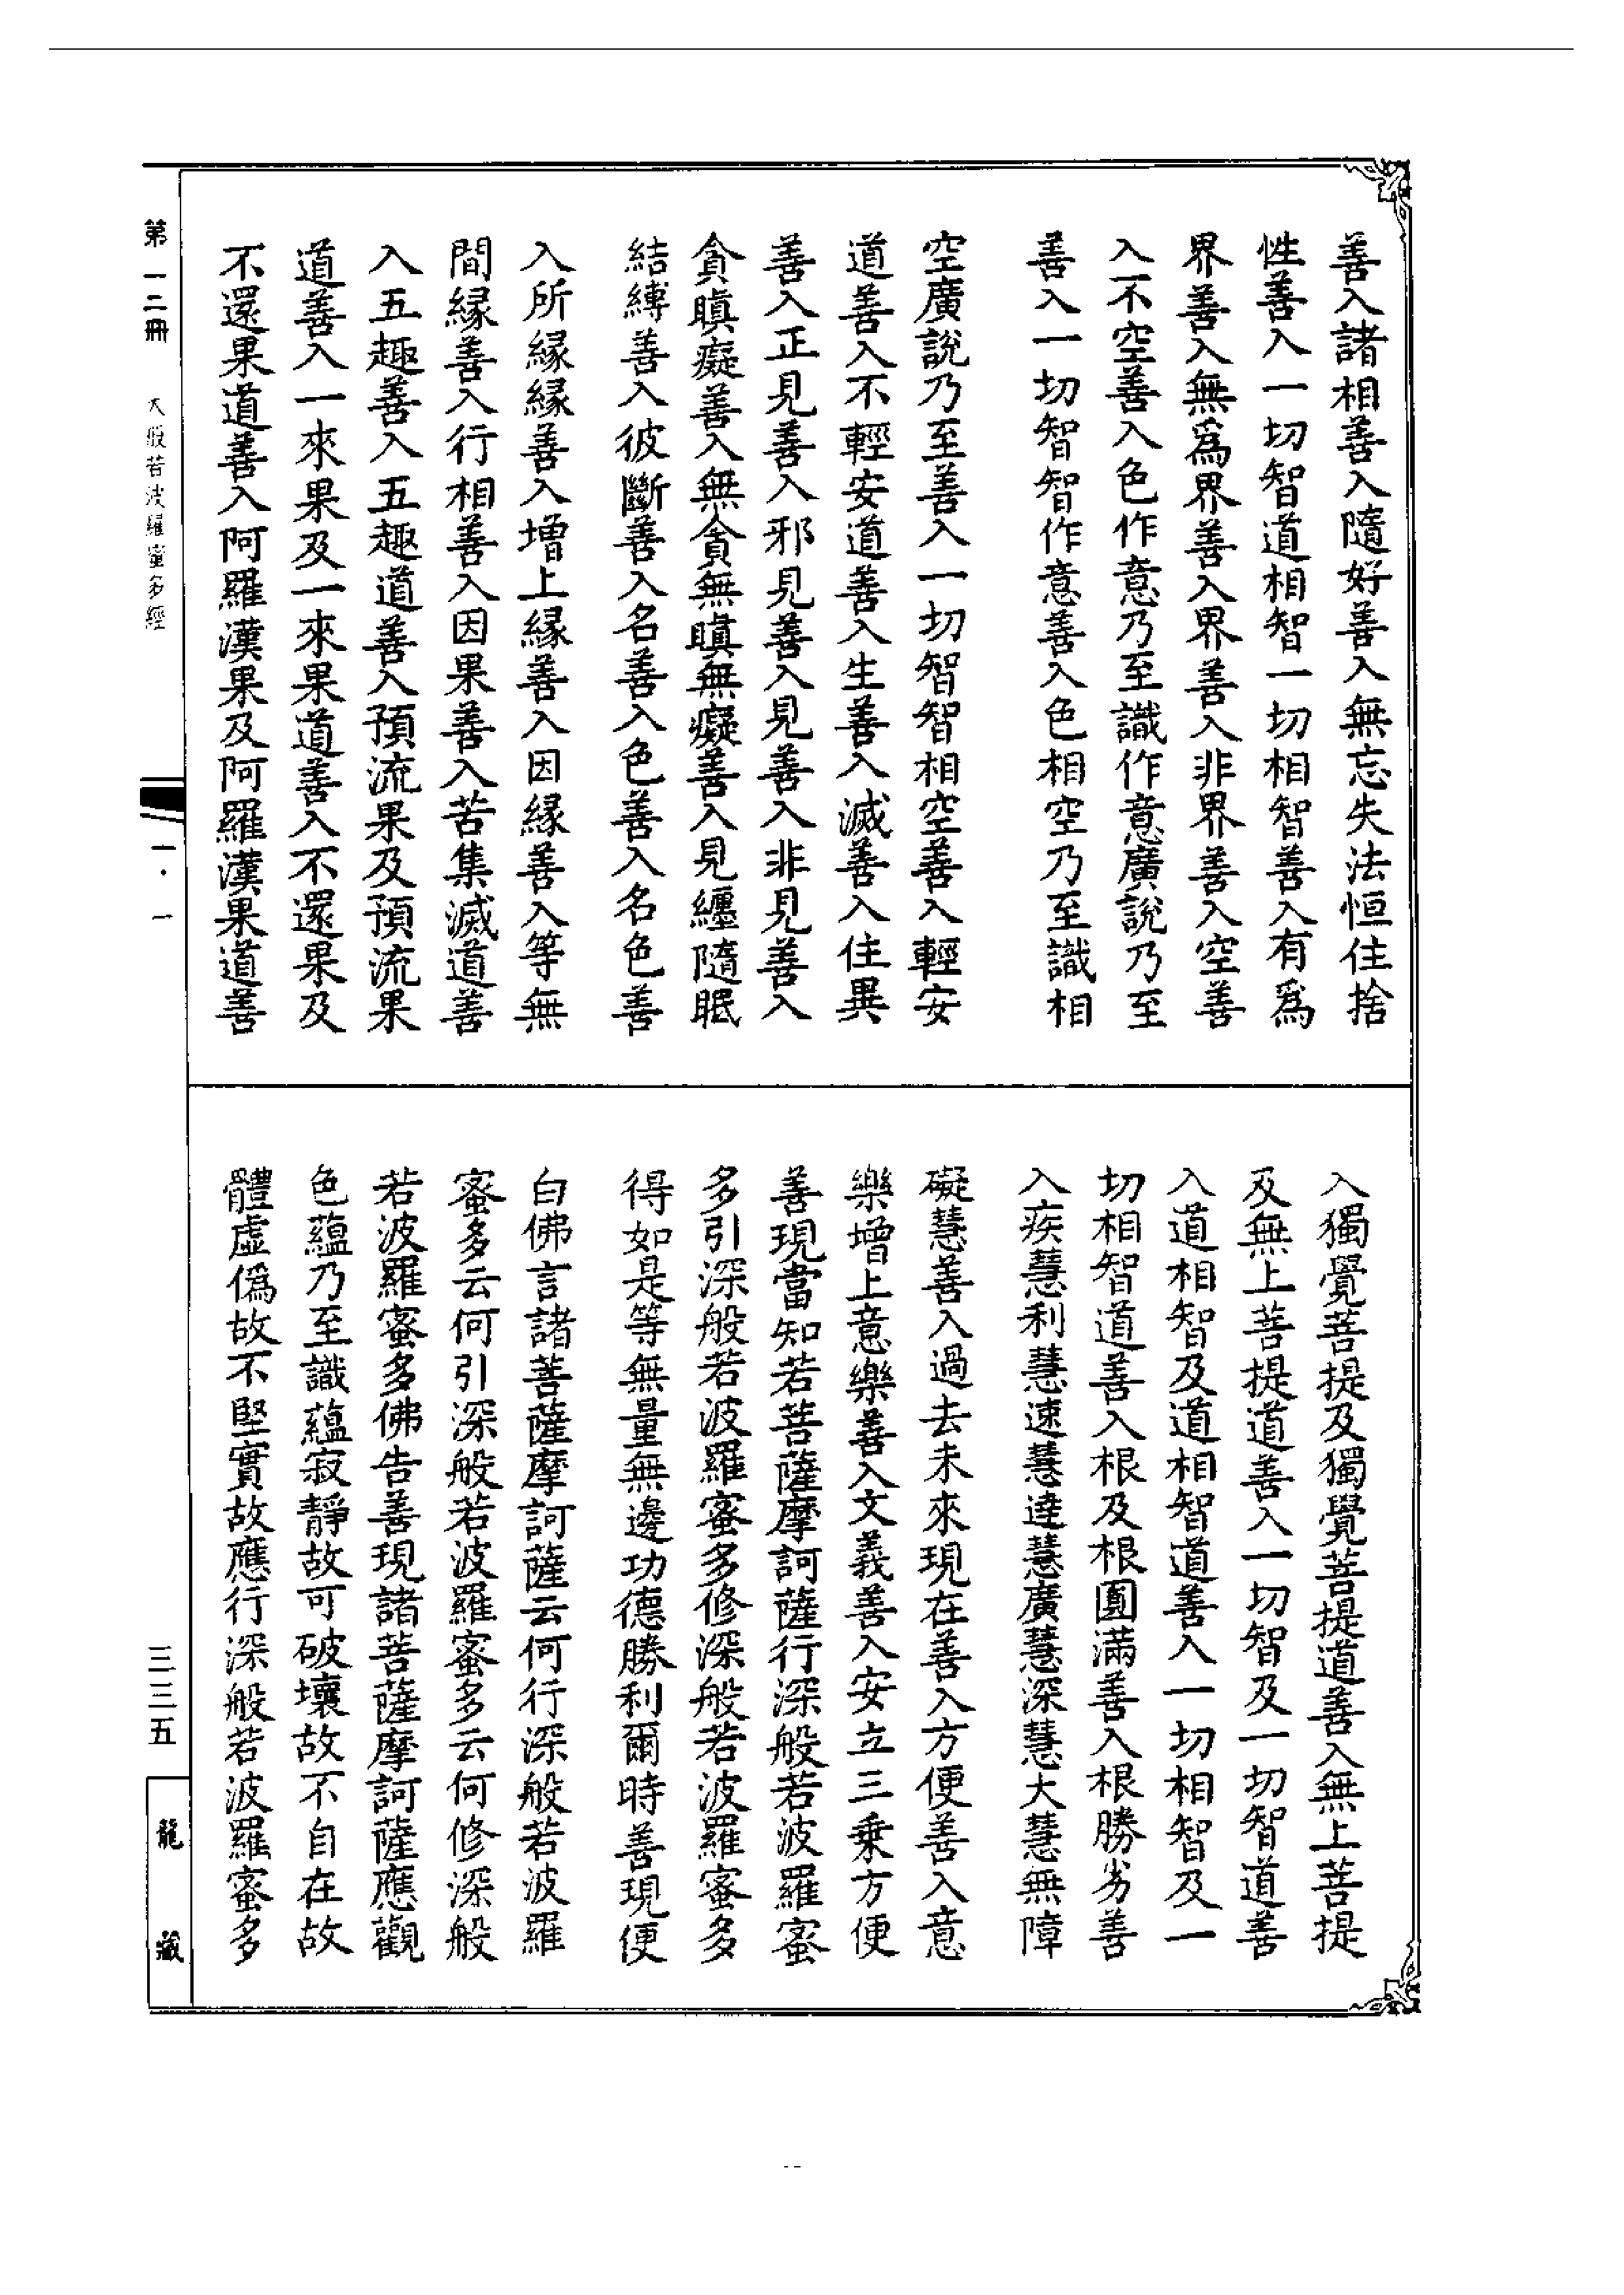 善入諸相善入隨好善入無忘失法恒住捨
性善入一切智道相智一切相智善入有爲
界善入無爲界善入界善入非界善入空善
入不空善入色作意乃至識作意廣說乃至
善入一切智智作意善入色相空乃至識相
空廣說乃至善入一切智智相空善入輕安
道善入不輕安道善入生善入滅善入住異
善入正見善入邪見善入見善入非見善入
貪瞋癡善入無貪無瞋無癡善入見纏隨眠
結縛善入彼斷善入名善入色善入名色善
入所緣緣善入增上緣善入因緣善入等無
間緣善入行相善入因果善入苦集滅道善
入五趣善入五趣道善入預流果及預流果
道善入一來果及一來果道善入不還果及
不還果道善入阿羅漢果及阿羅漢果道善
入獨覺菩提及獨覺菩提道善入無上菩提
及無上菩提道善入一切智及一切智道善
入道相智及道相智道善入一切相智及一
切相智道善入根及根圓滿善入根勝劣善
入疾慧利慧速慧達慧廣慧深慧大慧無障
礙慧善入過去未來現在善入方便善入意
樂增上意樂善入文義善入安立三乘方便
善現當知若菩薩摩訶薩行深般若波羅蜜
多引深般若波羅蜜多修深般若波羅蜜多
得如是等無量無邊功德勝利爾時善現便
白佛言諸菩薩摩訶薩云何行深般若波羅
蜜多云何引深般若波羅蜜多云何修深般
若波羅蜜多佛告善現諸菩薩摩訶薩應觀
色蘊乃至識蘊寂靜故可破壞故不自在故
體虛僞故不堅實故應行深般若波羅蜜多
第一二冊 大般若波羅蜜多經 一·一 三三五 龍藏